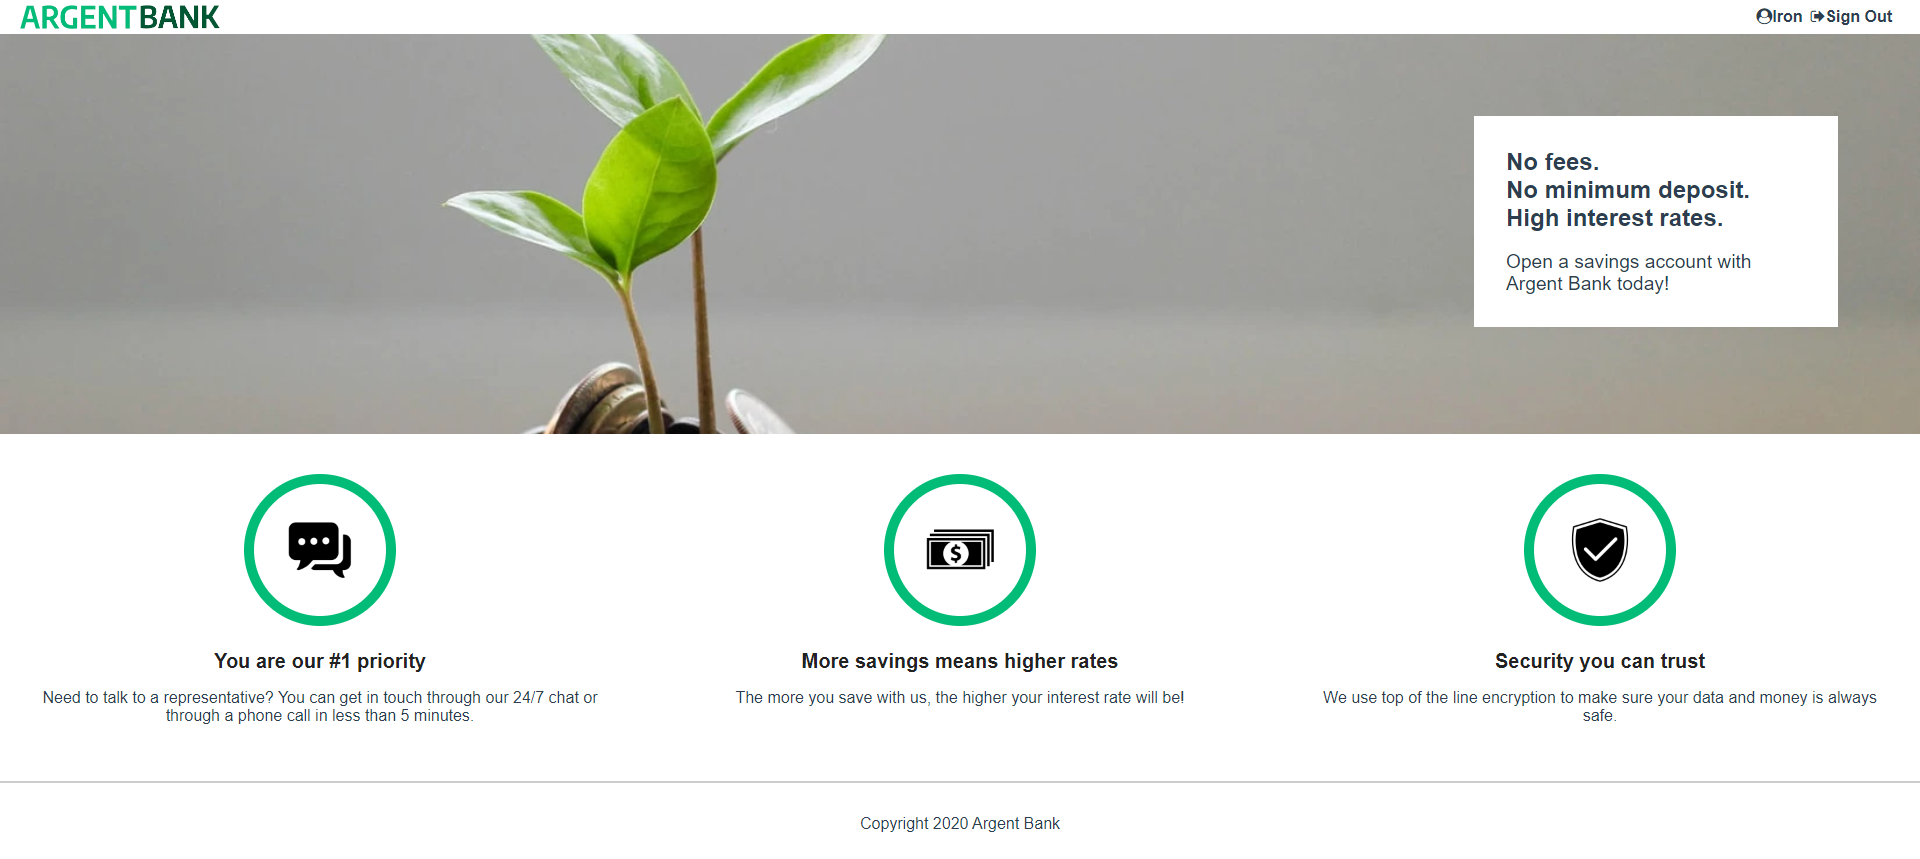 ARGENTBANK
Iron Sign Out
No fees.
No minimum deposit.
High interest rates.
Open a savings account with
Argent Bank today!
$
You are our #1 priority
Need to talk to a representative? You can get in touch through our 24/7 chat or
through a phone call in less than 5 minutes.
More savings means higher rates
The more you save with us, the higher your interest rate will be!
Security you can trust
We use top of the line encryption to make sure your data and money is always
safe.
Copyright 2020 Argent Bank